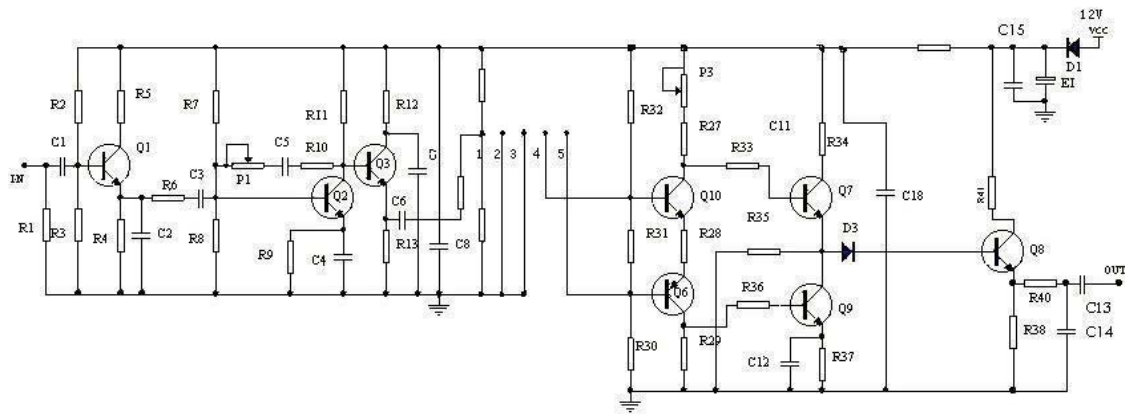 12V
vcc
C15
D1
EI
P3
R2
R5
R7
RI1
R12
R32
R27
C11
R34
C1
Q1
C5
R10
Q3
1
2
3
4
5
R33
IN
R6
C3
P1
Q2
C6
Q10
Q7
C18
R41
R1
R3
R4
C2
R8
R9
C4
R13
C8
R31
R28
R35
D3
Q8
Q6
R36
Q9
R40
OUT
C13
R30
R29
C12
R37
R38
C14